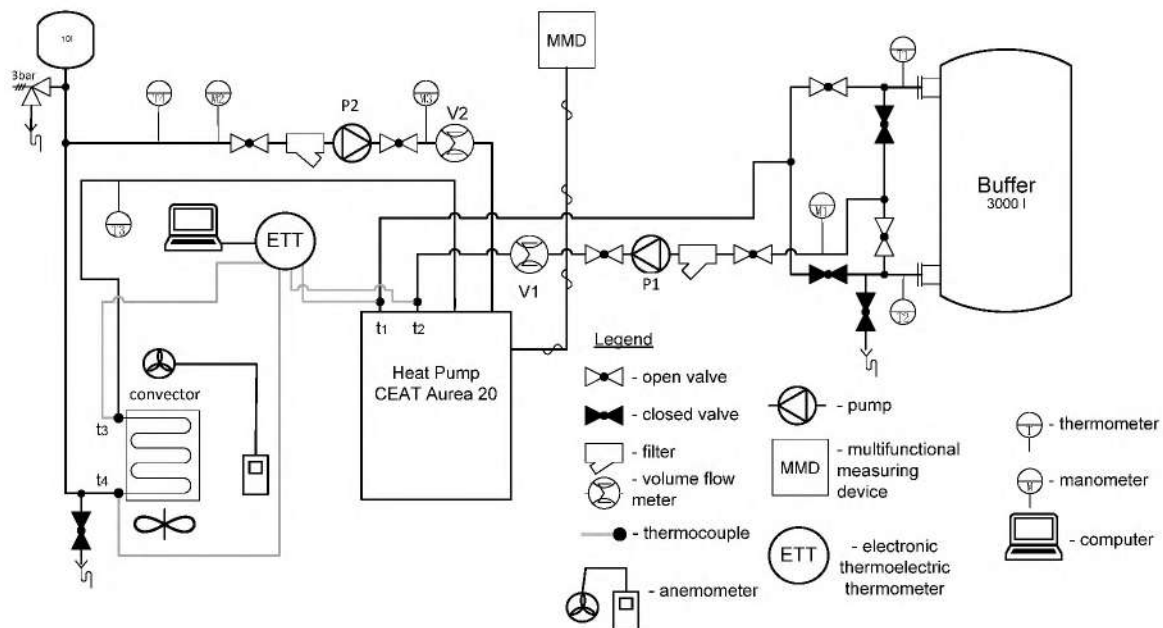 10l
3bar
T4
M2
P2
M3
V2
MMD
T1
T3
ETT
M1
Buffer
3000 l
V1
P1
T2
t1
t2
Heat Pump
CEAT Aurea 20
convector
t3
t4
Legend
- open valve
- closed valve
- filter
- volume flow
meter
- thermocouple
- anemometer
- pump
MMD
- multifunctional
measuring
device
ETT
- electronic
thermoelectric
thermometer
T
- thermometer
M
- manometer
- computer